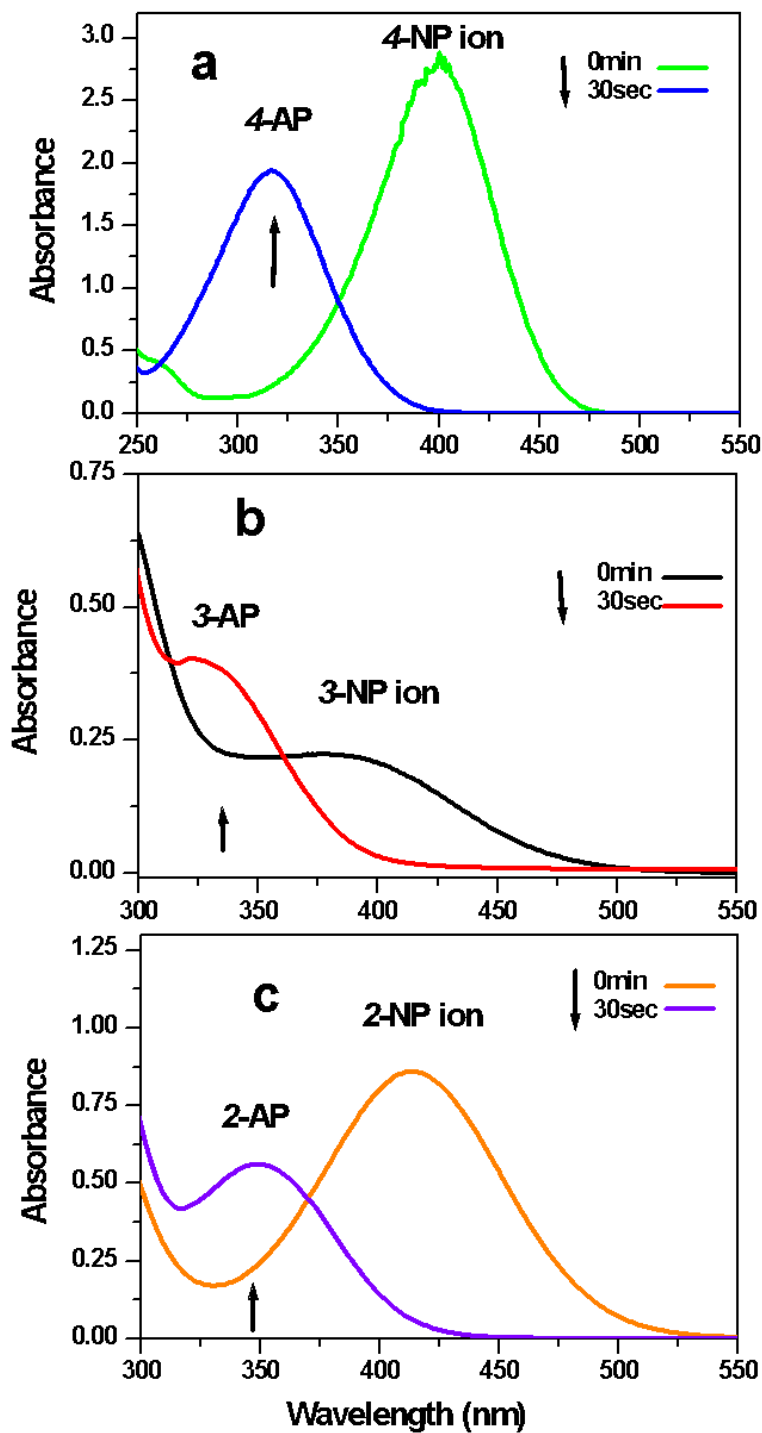 a
4-NP ion
0min
30sec
4-AP
Absorbance
3.0
2.5
2.0
1.5
1.0
0.5
0.0
250 300 350 400 450 500 550
b
0min
30sec
3-AP
3-NP ion
Absorbance
0.75
0.50
0.25
0.00
300 350 400 450 500 550
c
0min
30sec
2-NP ion
2-AP
Absorbance
1.25
1.00
0.75
0.50
0.25
0.00
300 350 400 450 500 550
Wavelength (nm)